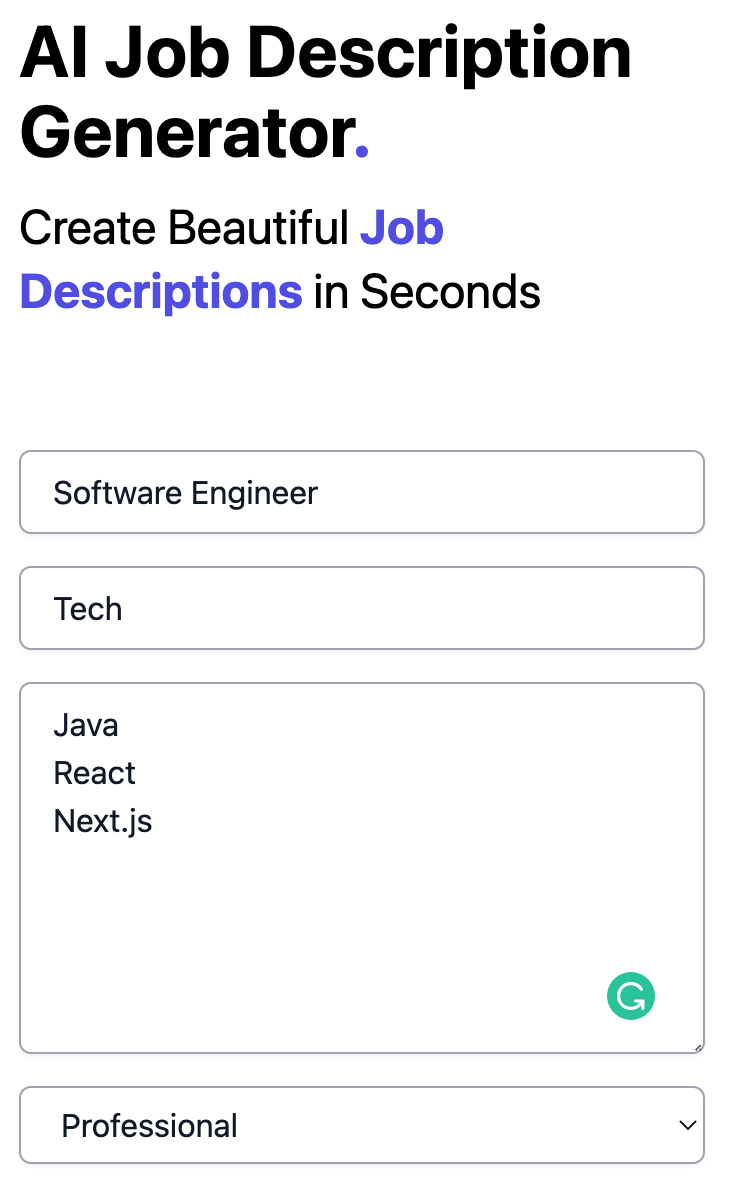 AI Job Description
Generator.
Create Beautiful Job
Descriptions in Seconds
Software Engineer
Tech
Java
React
Next.js
Professional